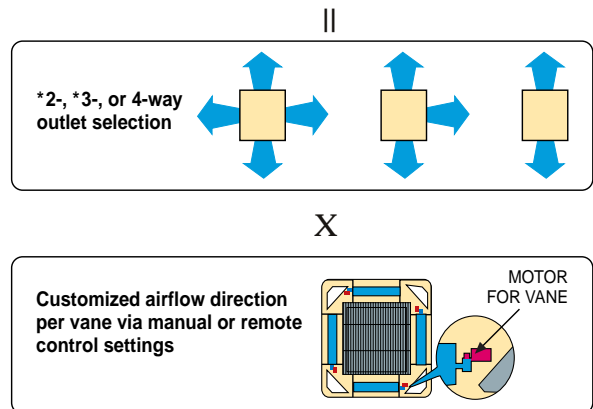 =
*2-, *3-, or 4-way
outlet selection
X
Customized airflow direction
per vane via manual or remote
control settings
MOTOR
FOR VANE